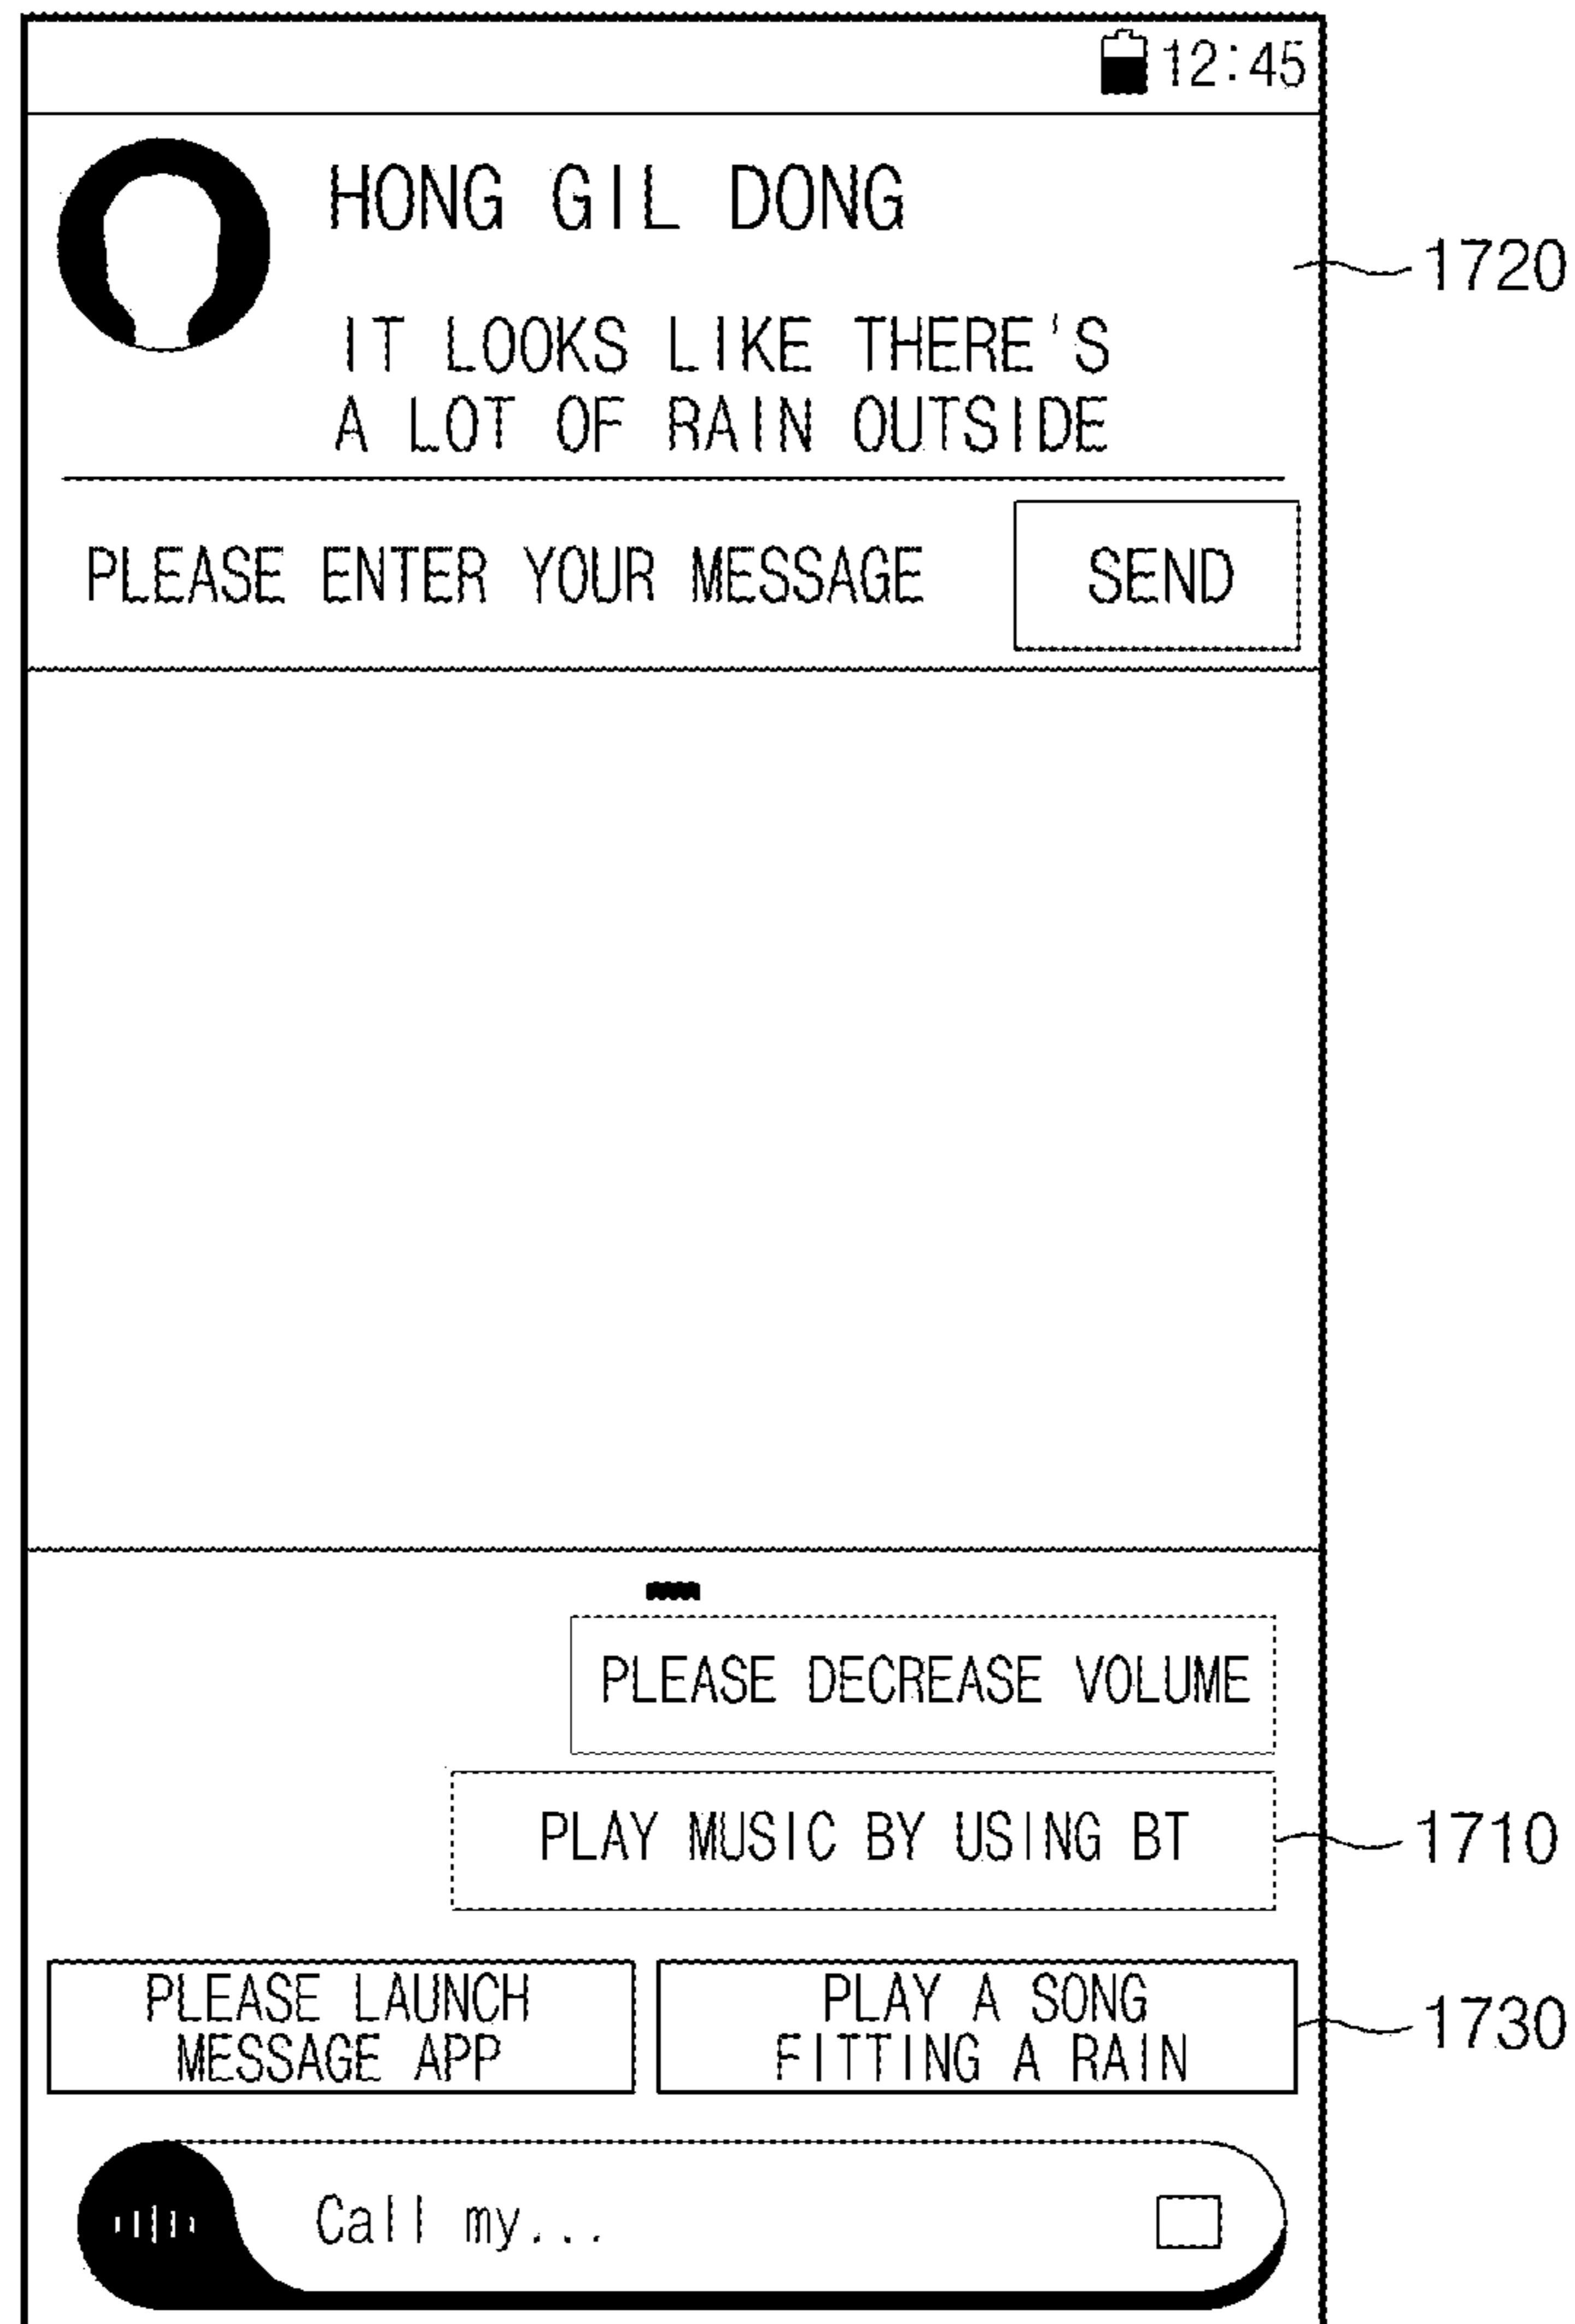 12:45
HONG GIL DONG
1720
IT LOOKS LIKE THERE'S
A LOT OF RAIN OUTSIDE
PLEASE ENTER YOUR MESSAGE
SEND
PLEASE DECREASE VOLUME
PLAY MUSIC BY USING BT
1710
PLEASE LAUNCH
MESSAGE APP
PLAY A SONG
FITTING A RAIN
1730
Call my...